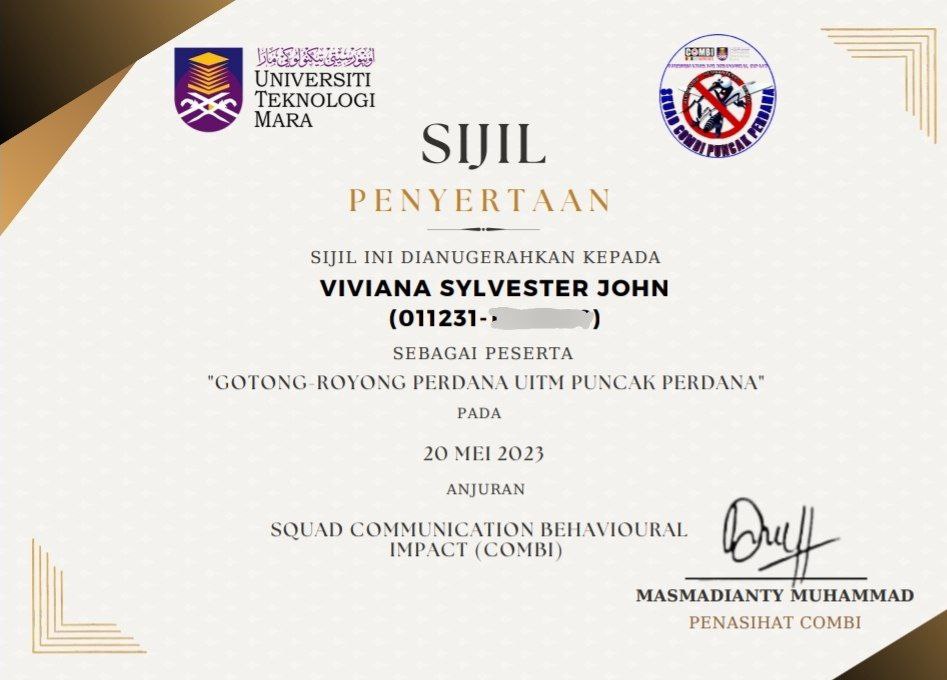 اونيۏرسيتي تيكنولوݢي مارا
UNIVERSITI
TEKNOLOGI
MARA
COMBI
SQUAD COMBI PUNCAK PERDANA
SIJIL
PENYERTAAN
SIJIL INI DIANUGERAHKAN KEPADA
VIVIANA SYLVESTER JOHN
(011231-
SEBAGAI PESERTA
"GOTONG-ROYONG PERDANA UITM PUNCAK PERDANA"
PADA
20 MEI 2023
ANJURAN
SQUAD COMMUNICATION BEHAVIOURAL
IMPACT (COMBI)
MASMADIANTY MUHAMMAD
PENASIHAT COMBI